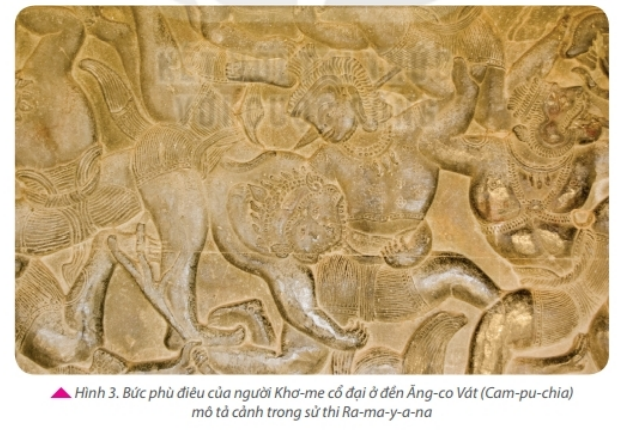 Hình 3. Bức phù điêu của người Khơ-me cổ đại ở đền Ăng-co Vát (Cam-pu-chia)
mô tả cảnh trong sử thi Ra-ma-y-a-na